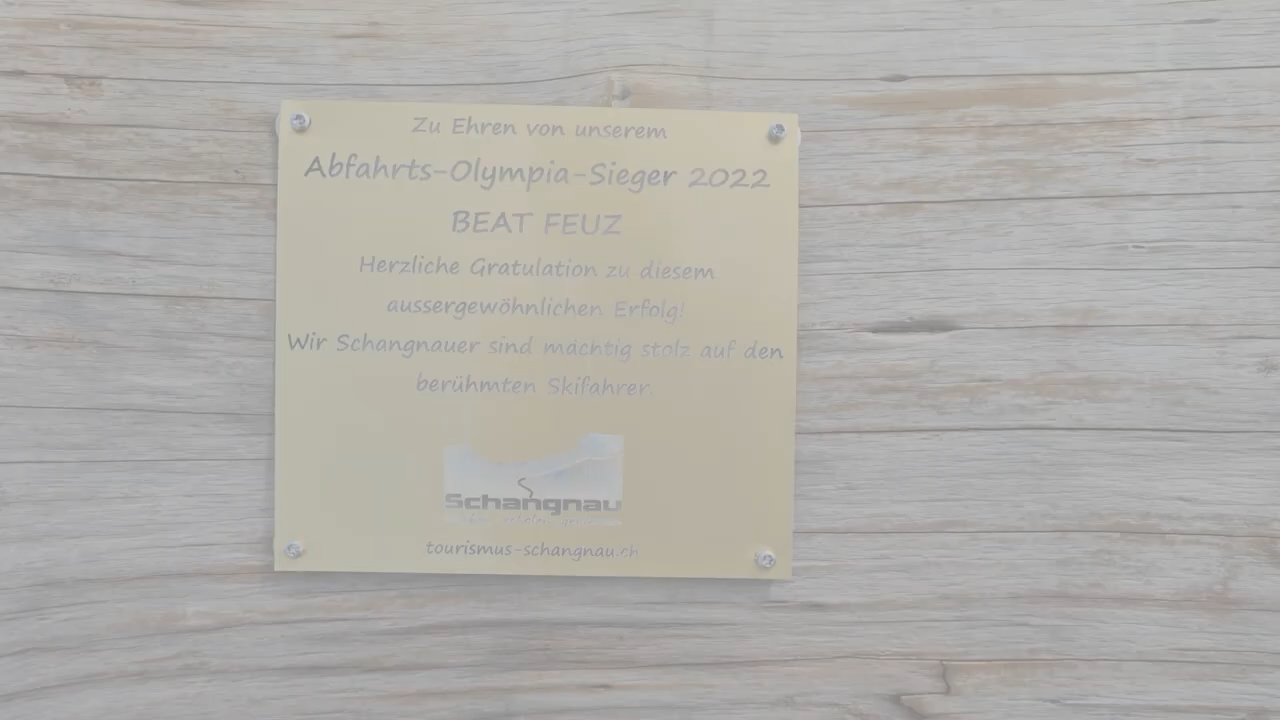 Zu Ehren von unserem
Abfahrts-Olympia-Sieger 2022
BEAT FEUZ
Herzliche Gratulation zu diesem
aussergewöhnlichen Erfolg!
Wir Schangnauer sind mächtig stolz auf den
berühmten Skifahrer.
Schangnau
tourismus-schangnau.ch